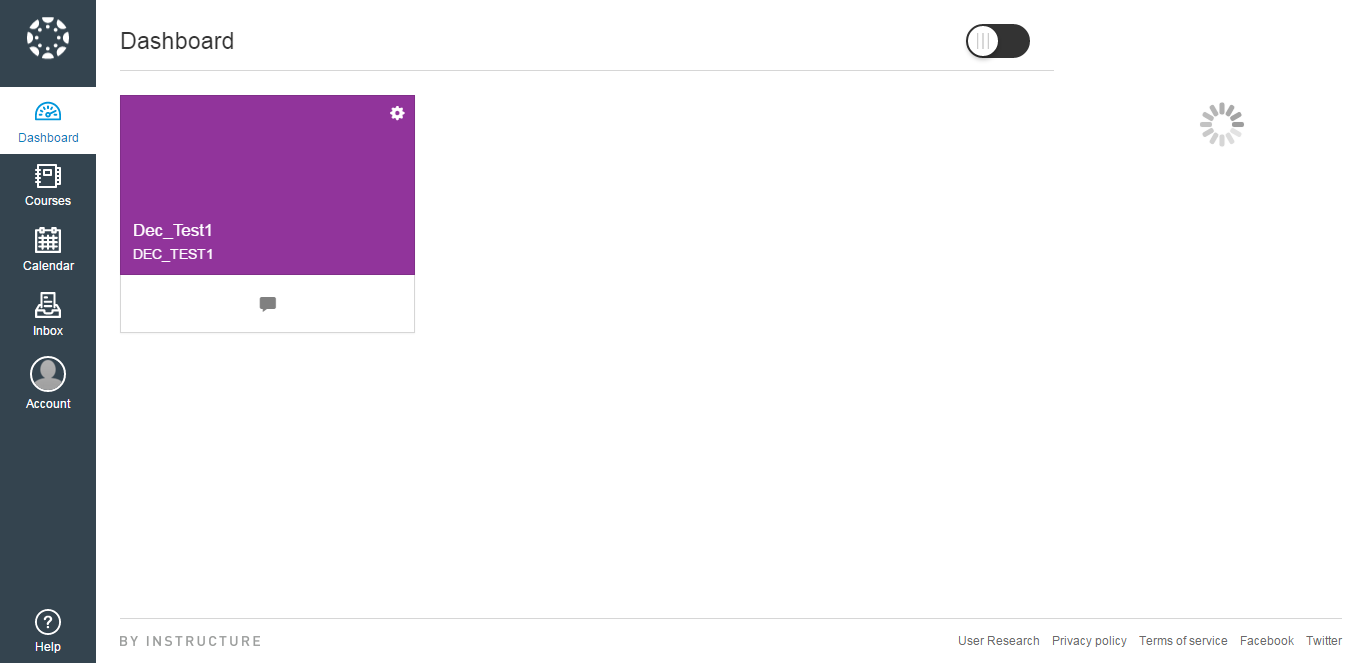 Dashboard
Dashboard
Courses
Calendar
Inbox
Account
? Help
Dec_Test1
DEC_TEST1
BY INSTRUCTURE
User Research Privacy policy Terms of service Facebook Twitter